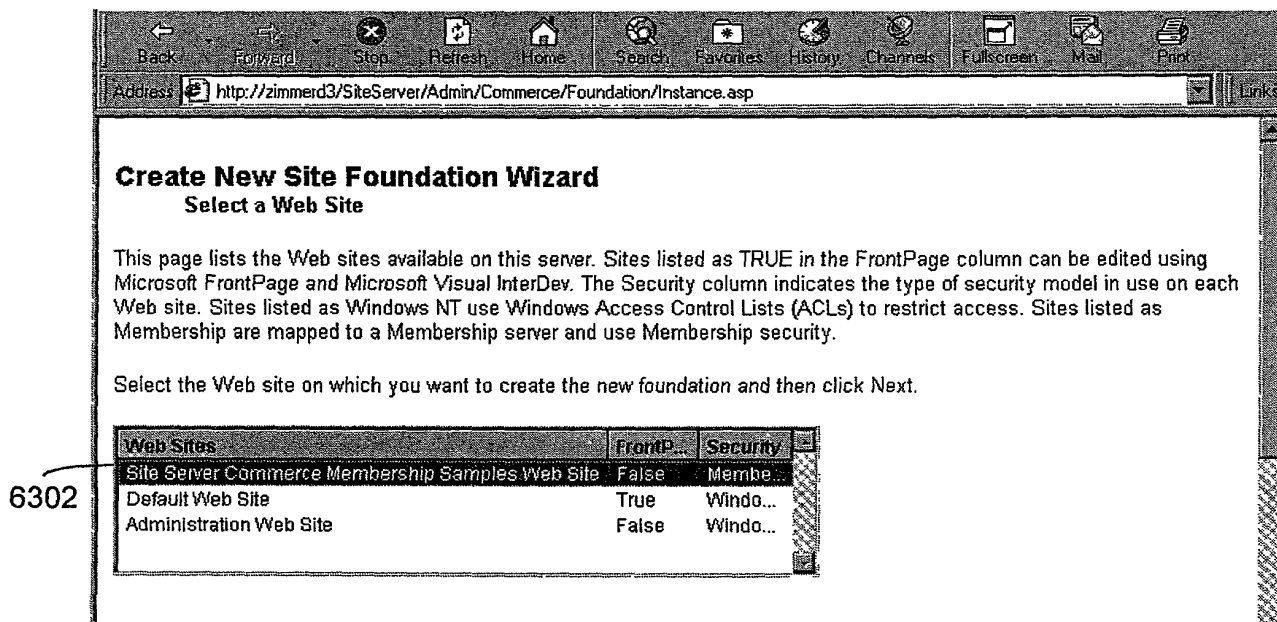 Back Forward Stop Refresh Home Search Favorites History Channels Fullscreen Mail Print
Address http://zimmerd3/SiteServer/Admin/Commerce/Foundation/Instance.asp Links
Create New Site Foundation Wizard
Select a Web Site
This page lists the Web sites available on this server. Sites listed as TRUE in the FrontPage column can be edited using
Microsoft FrontPage and Microsoft Visual InterDev. The Security column indicates the type of security model in use on each
Web site. Sites listed as Windows NT use Windows Access Control Lists (ACLs) to restrict access. Sites listed as
Membership are mapped to a Membership server and use Membership security.
Select the Web site on which you want to create the new foundation and then click Next.
Web Sites FrontP... Security
Site Server Commerce Membership Samples Web Site False Membe...
6302
Default Web Site True Windo...
Administration Web Site False Windo...